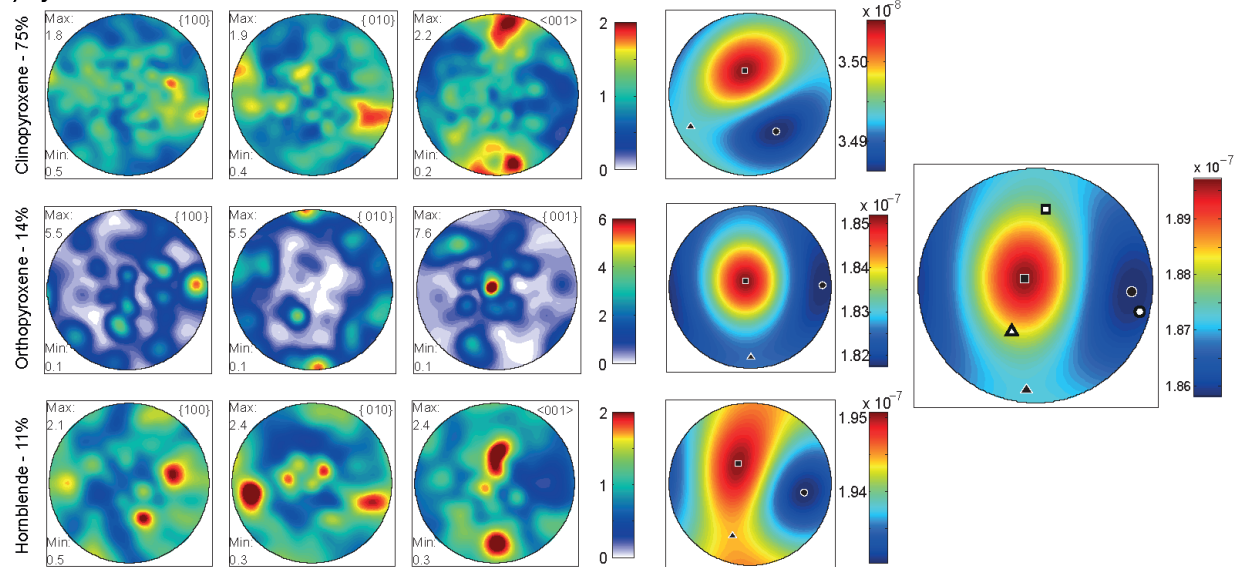 Clinopyroxene - 75%
Max:
1.8
{100}
Min:
0.5
Max:
1.9
{010}
Min:
0.4
Max:
2.2
<001>
Min:
0.2
2
1
0
x 10⁻⁸
3.50
3.49
Orthopyroxene - 14%
Max:
5.5
{100}
Min:
0.1
Max:
5.5
{010}
Min:
0.1
Max:
7.6
{001}
Min:
0.1
6
4
2
0
x 10⁻⁷
1.85
1.84
1.83
1.82
x 10⁻⁷
1.89
1.88
1.87
1.86
Hornblende - 11%
Max:
2.1
{100}
Min:
0.5
Max:
2.4
{010}
Min:
0.3
Max:
2.4
<001>
Min:
0.3
2
1
0
x 10⁻⁷
1.95
1.94